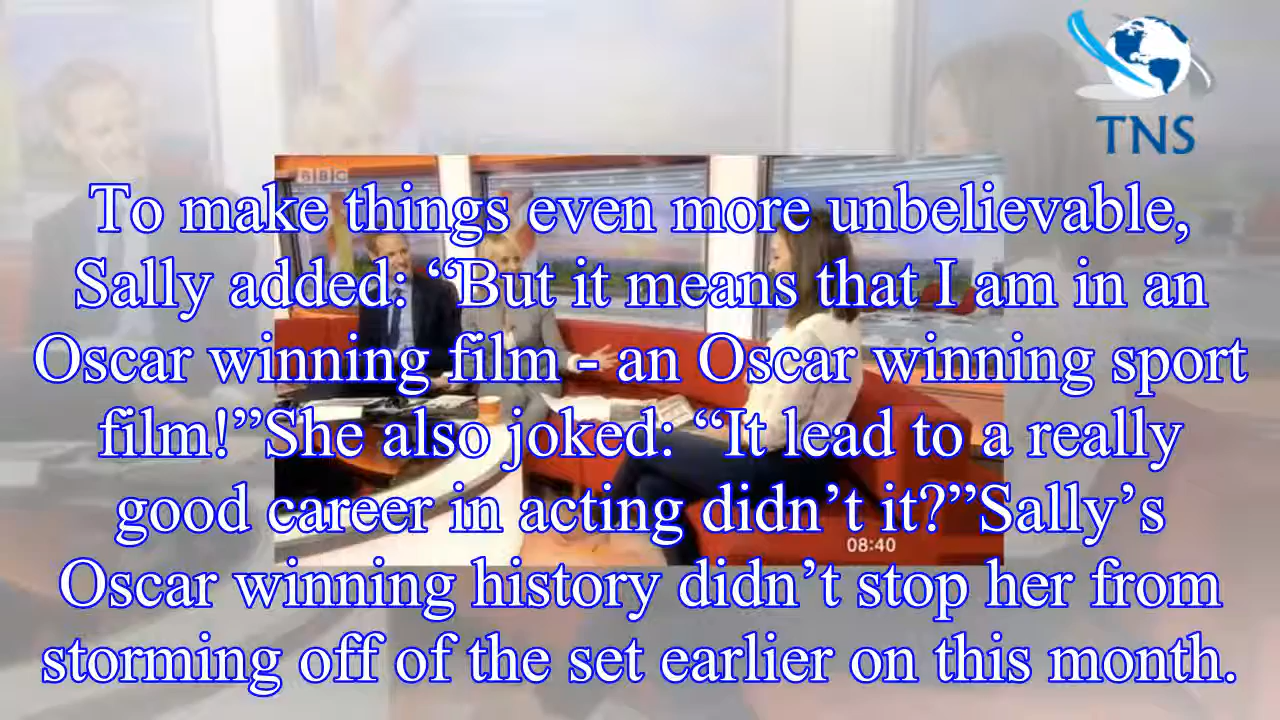 TNS
BBC
To make things even more unbelievable,
Sally added: “But it means that I am in an
Oscar winning film - an Oscar winning sport
film!”She also joked: “It lead to a really
good career in acting didn’t it?”Sally’s
Oscar winning history didn’t stop her from
storming off of the set earlier on this month.
08:40